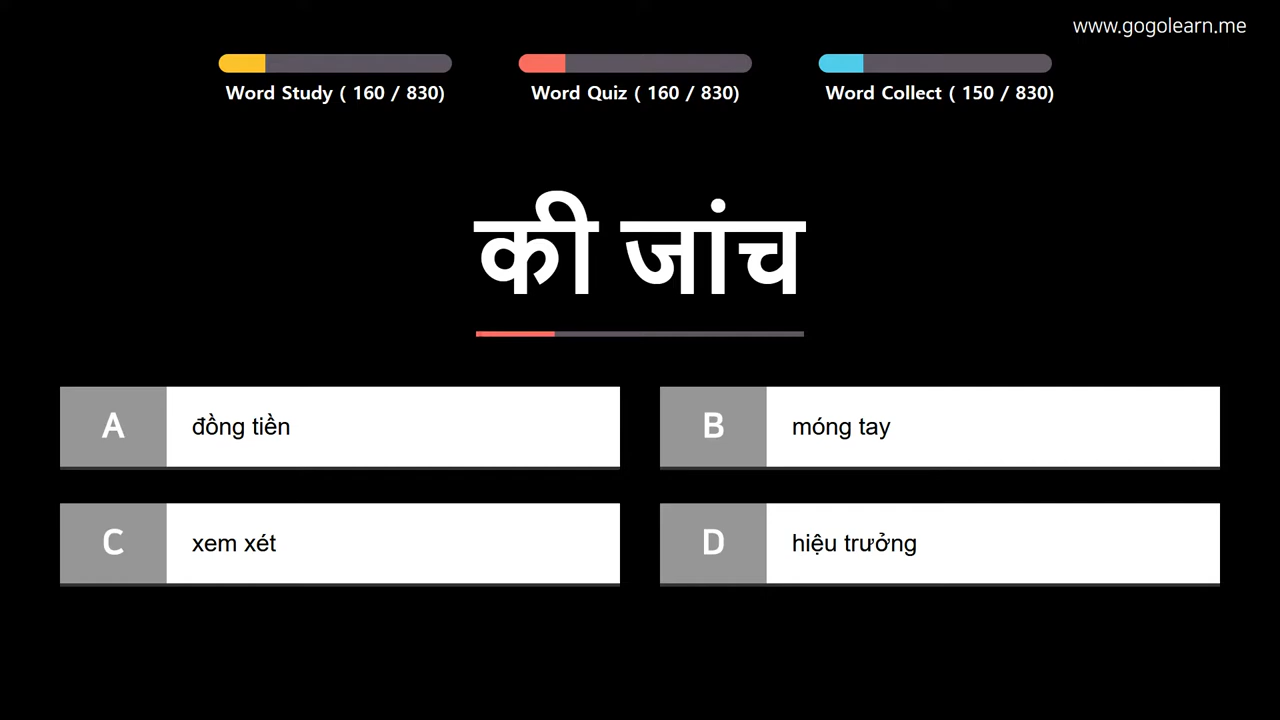 www.gogolearn.me
Word Study ( 160 / 830)
Word Quiz ( 160 / 830)
Word Collect ( 150 / 830)
की जांच
A
đồng tiền
B
móng tay
C
xem xét
D
hiệu trưởng